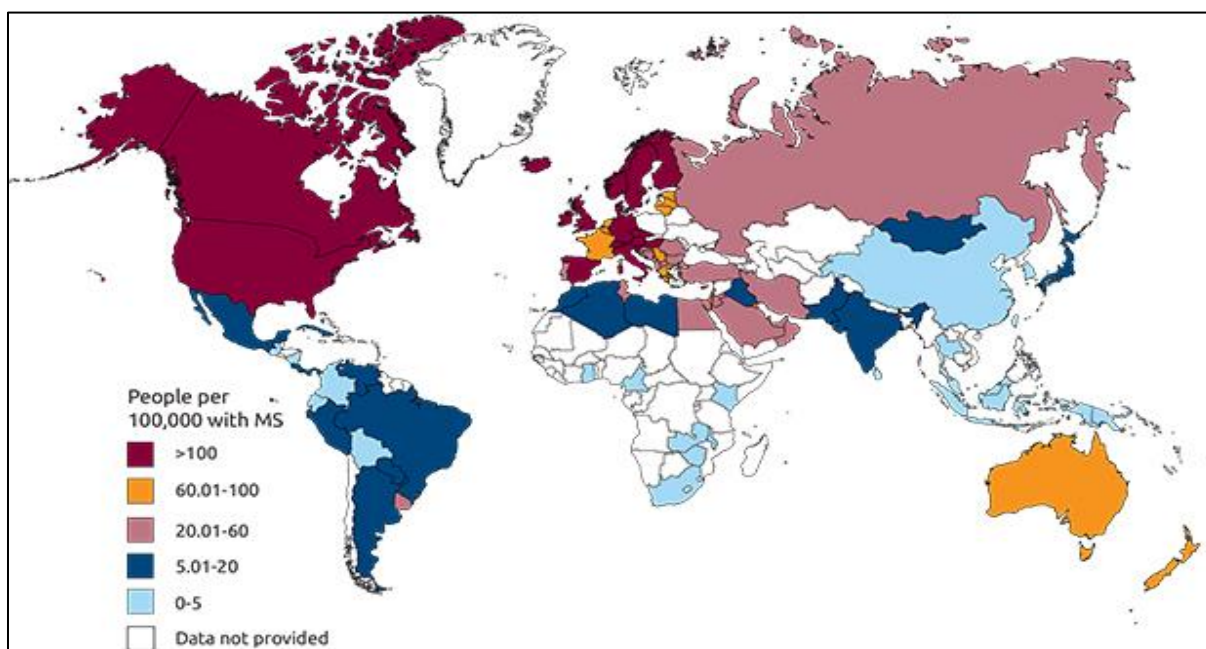 People per
100,000 with MS
>100
60.01-100
20.01-60
5.01-20
0-5
Data not provided